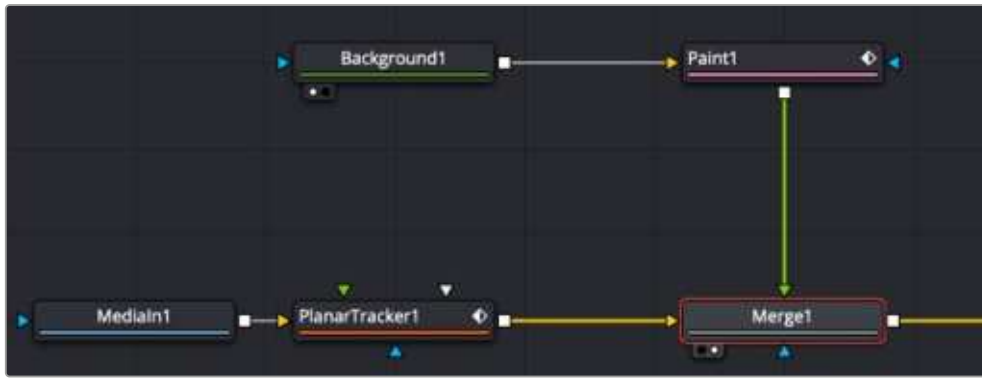 Background1
Paint1
MediaIn1
PlanarTracker1
Merge1